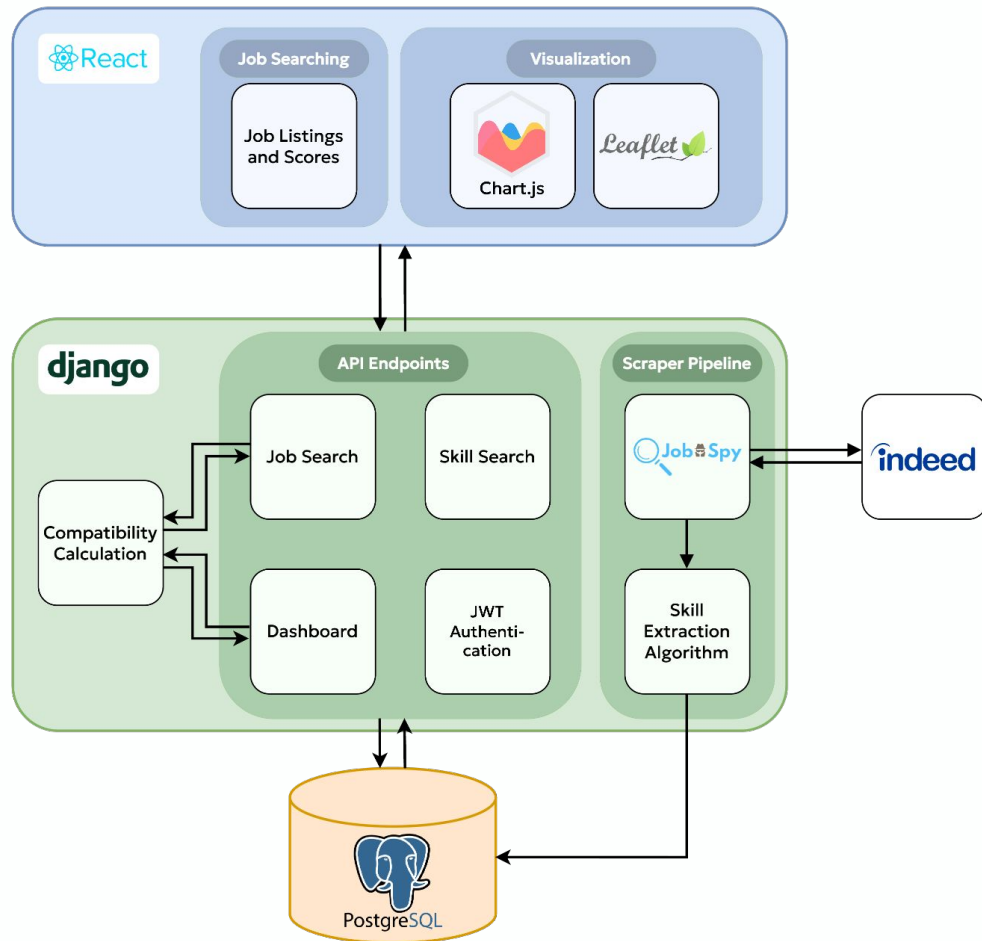 React
Job Searching
Visualization
Job Listings
and Scores
Chart.js
Leaflet
django
API Endpoints
Scraper Pipeline
Job Search
Skill Search
JobSpy
indeed
Compatibility
Calculation
Dashboard
JWT
Authenti-
cation
Skill
Extraction
Algorithm
PostgreSQL